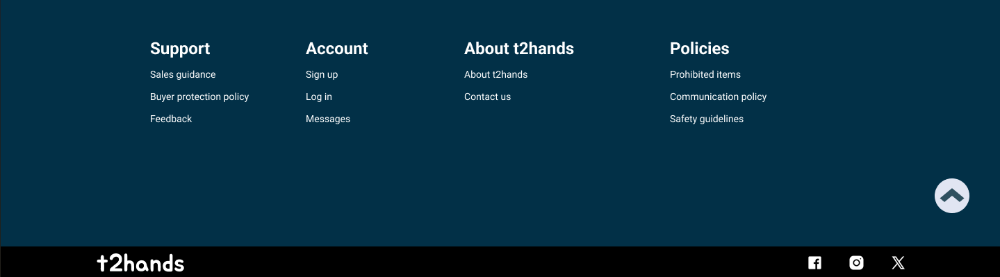 Support
Sales guidance
Buyer protection policy
Feedback
Account
Sign up
Log in
Messages
About t2hands
About t2hands
Contact us
Policies
Prohibited items
Communication policy
Safety guidelines
t2hands